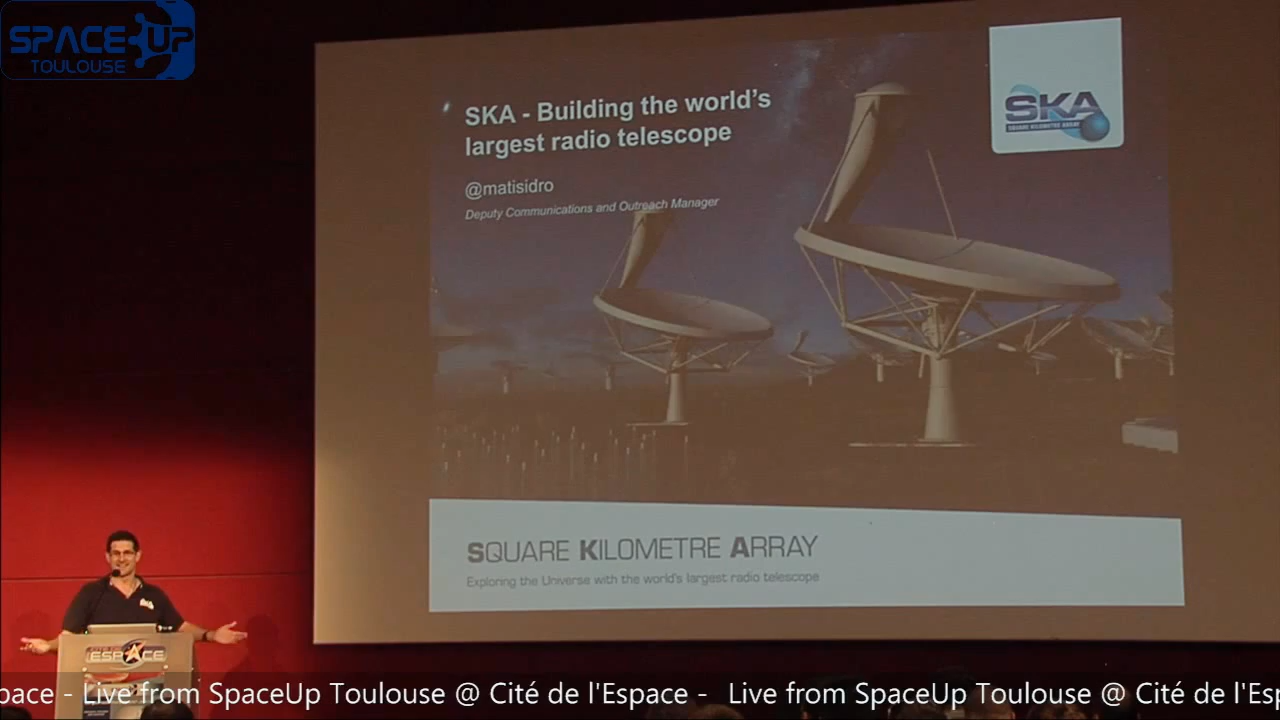 SPACE UP
TOULOUSE
SKA - Building the world's
largest radio telescope
@matisidro
Deputy Communications and Outreach Manager
SKA
SQUARE KILOMETRE ARRAY
SQUARE KILOMETRE ARRAY
Exploring the Universe with the world's largest radio telescope
ESPACE
pace - Live from SpaceUp Toulouse @ Cité de l'Espace - Live from SpaceUp Toulouse @ Cité de l'Esp